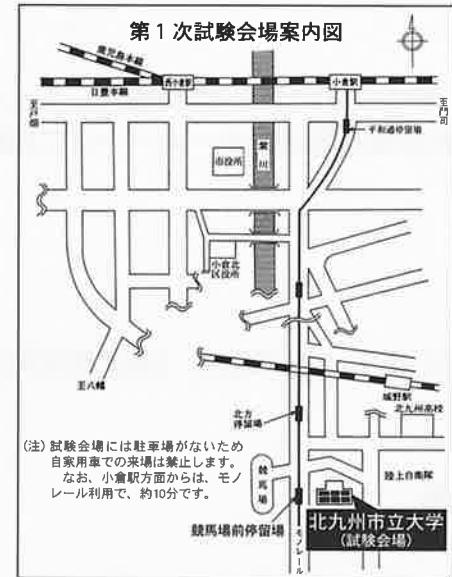 第1次試験会場案内図
鹿児島本線
日豊本線
西小倉駅
小倉駅
至戸畑
至門司
平和通停留場
紫川
市役所
小倉北
区役所
至八幡
城野駅
北方
停留場
北九州高校
(注) 試験会場には駐車場がないため
自家用車での来場は禁止します。
なお、小倉駅方面からは、モノ
レール利用で、約10分です。
競馬場
陸上自衛隊
競馬場前停留場
モノレール
北九州市立大学
(試験会場)